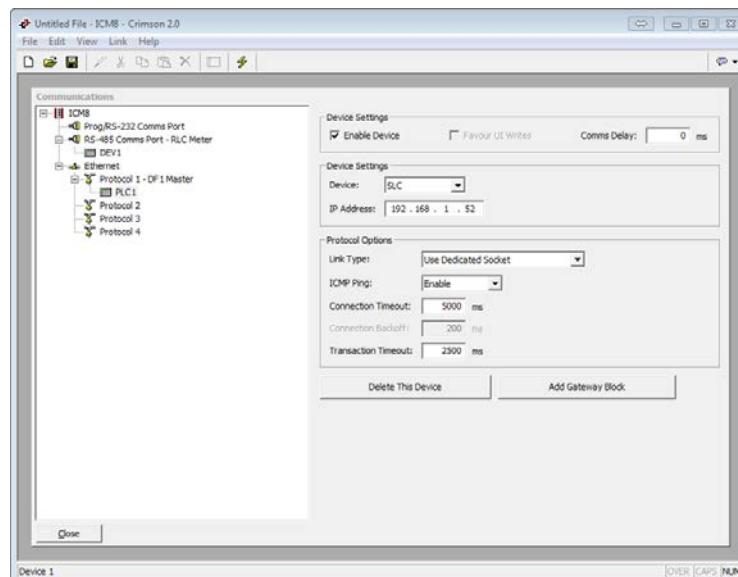 Untitled File - ICM8 - Crimson 2.0
File Edit View Link Help
Communications
ICM8
Prog/RS-232 Comms Port
RS-485 Comms Port - RLC Meter
DEV1
Ethernet
Protocol 1 - DF1 Master
PLC1
Protocol 2
Protocol 3
Protocol 4
Device Settings
Enable Device Favour UI Writes Comms Delay: 0 ms
Device Settings
Device: SLC
IP Address: 192 . 168 . 1 . 52
Protocol Options
Link Type: Use Dedicated Socket
ICMP Ping: Enable
Connection Timeout: 5000 ms
Connection Backoff: 200 ms
Transaction Timeout: 2500 ms
Delete This Device Add Gateway Block
Close
Device 1 OVER CAPS NUM